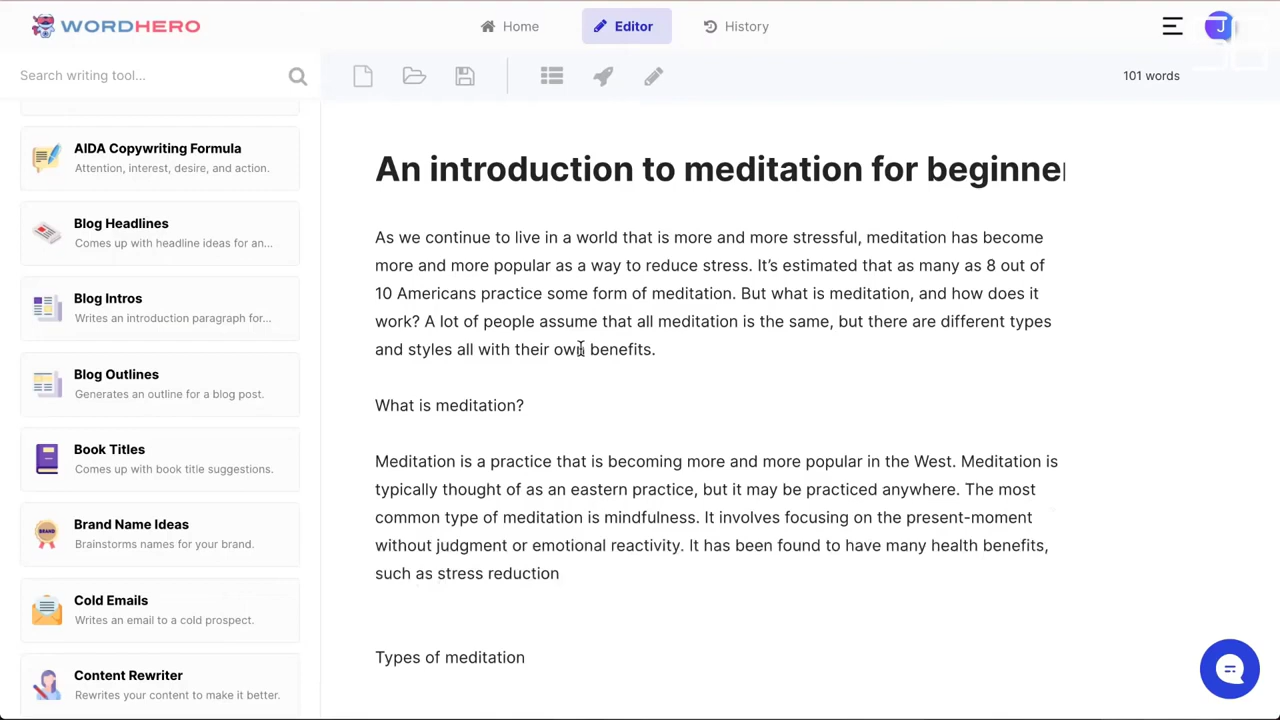 WORDHERO
Home
Editor
History
J
Search writing tool...
101 words
AIDA Copywriting Formula
Attention, interest, desire, and action.
Blog Headlines
Comes up with headline ideas for an...
Blog Intros
Writes an introduction paragraph for...
Blog Outlines
Generates an outline for a blog post.
Book Titles
Comes up with book title suggestions.
BRAND
Brand Name Ideas
Brainstorms names for your brand.
Cold Emails
Writes an email to a cold prospect.
Content Rewriter
Rewrites your content to make it better.
An introduction to meditation for beginne
As we continue to live in a world that is more and more stressful, meditation has become
more and more popular as a way to reduce stress. It’s estimated that as many as 8 out of
10 Americans practice some form of meditation. But what is meditation, and how does it
work? A lot of people assume that all meditation is the same, but there are different types
and styles all with their own benefits.
What is meditation?
Meditation is a practice that is becoming more and more popular in the West. Meditation is
typically thought of as an eastern practice, but it may be practiced anywhere. The most
common type of meditation is mindfulness. It involves focusing on the present-moment
without judgment or emotional reactivity. It has been found to have many health benefits,
such as stress reduction
Types of meditation